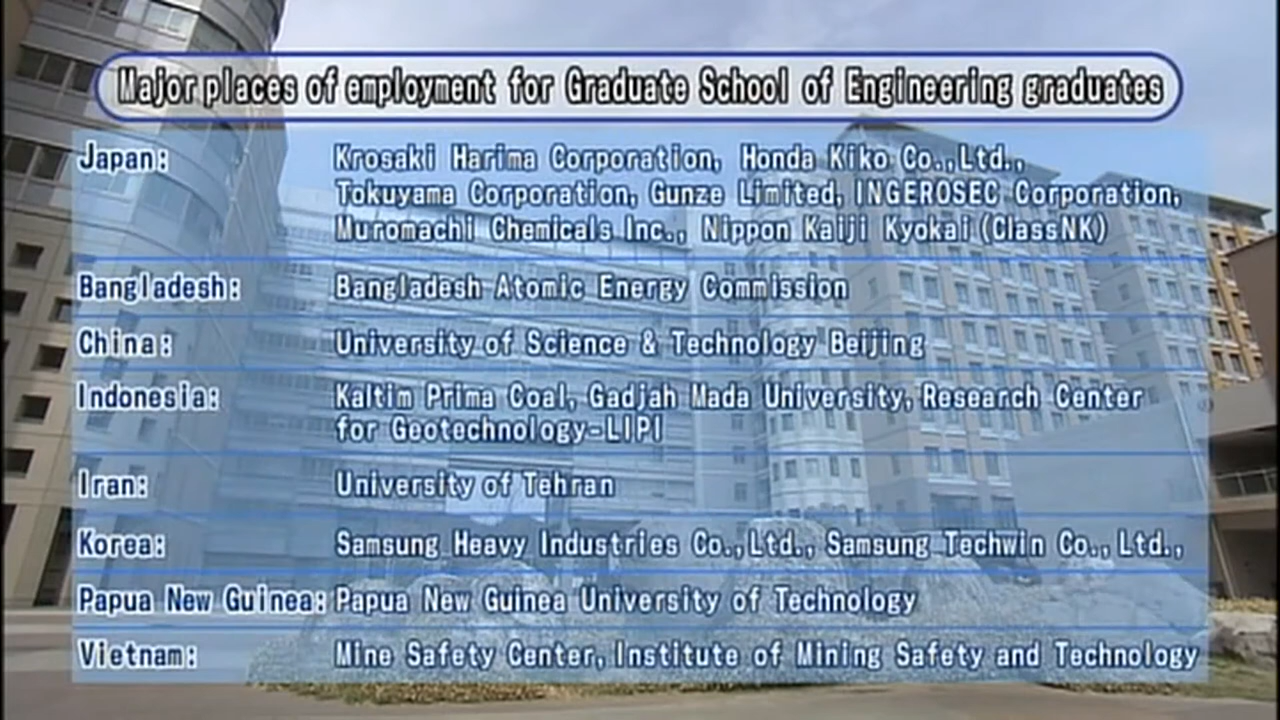 Major places of employment for Graduate School of Engineering graduates
Japan: Krosaki Harima Corporation, Honda Kiko Co.,Ltd.,
Tokuyama Corporation, Gunze Limited, INGEROSEC Corporation,
Muromachi Chemicals Inc., Nippon Kaiji Kyokai(ClassNK)
Bangladesh: Bangladesh Atomic Energy Commission
China: University of Science & Technology Beijing
Indonesia: Kaltim Prima Coal, Gadjah Mada University, Research Center
for Geotechnology-LIPI
Iran: University of Tehran
Korea: Samsung Heavy Industries Co.,Ltd., Samsung Techwin Co.,Ltd.,
Papua New Guinea: Papua New Guinea University of Technology
Vietnam: Mine Safety Center, Institute of Mining Safety and Technology